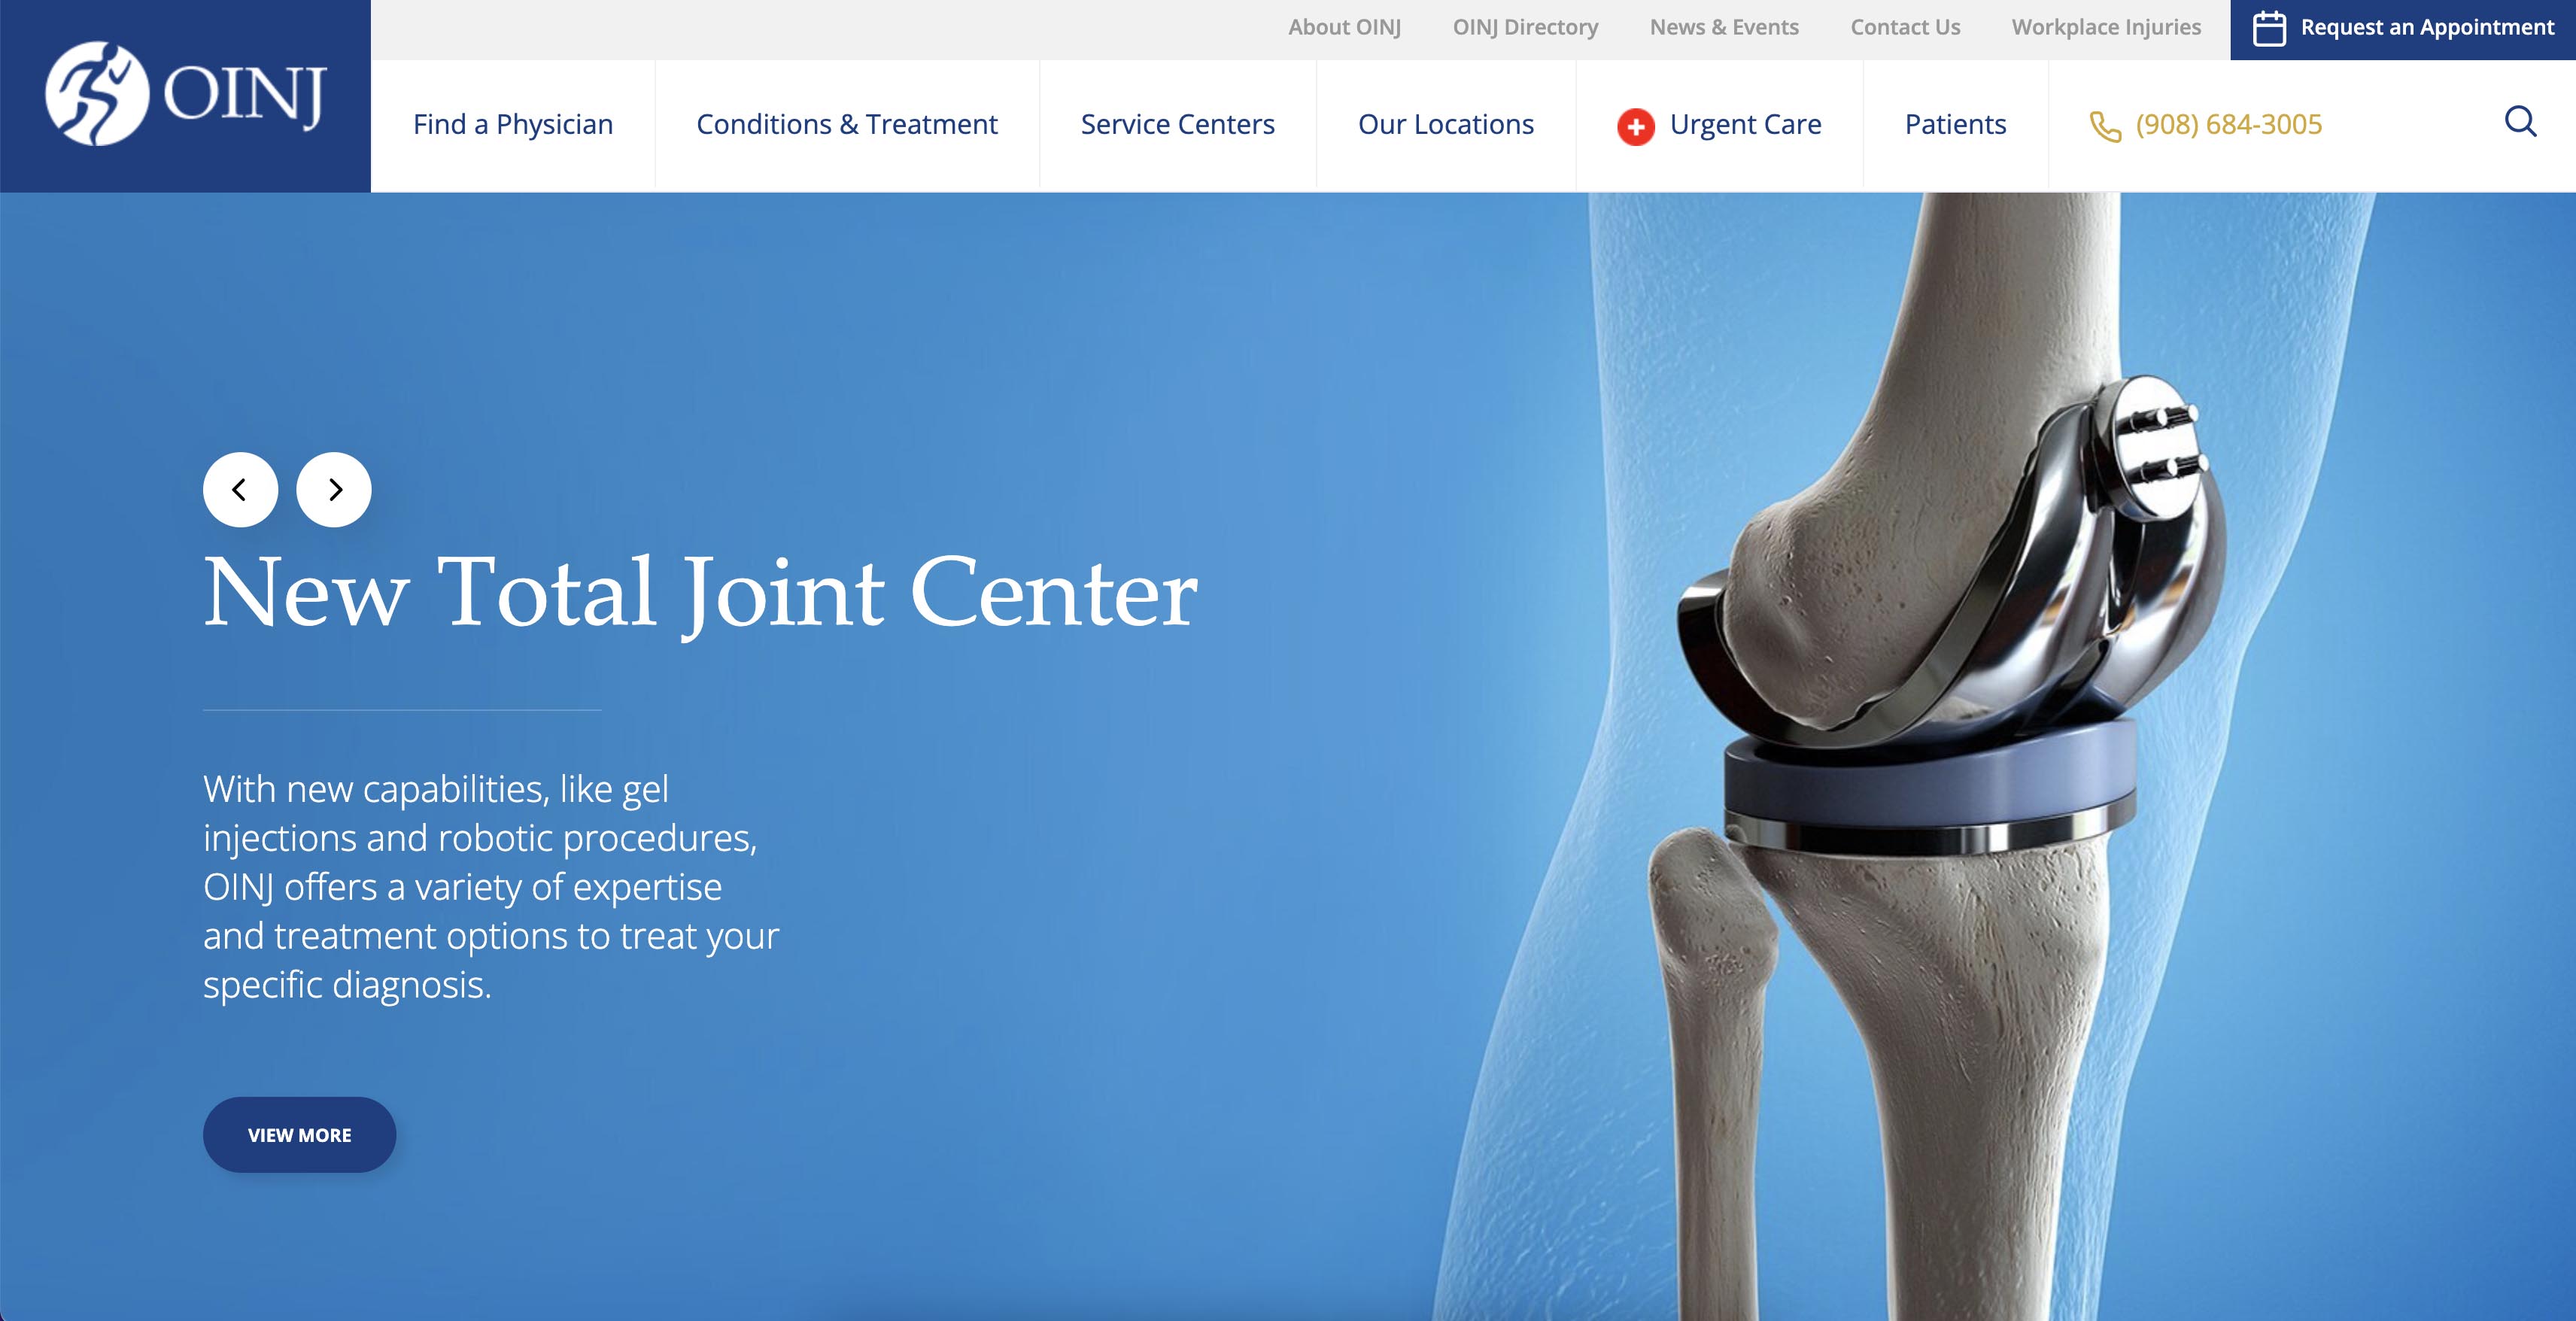 About OINJ
OINJ Directory
News & Events
Contact Us
Workplace Injuries
Request an Appointment
OINJ
Find a Physician
Conditions & Treatment
Service Centers
Our Locations
Urgent Care
Patients
(908) 684-3005
New Total Joint Center
With new capabilities, like gel
injections and robotic procedures,
OINJ offers a variety of expertise
and treatment options to treat your
specific diagnosis.
VIEW MORE